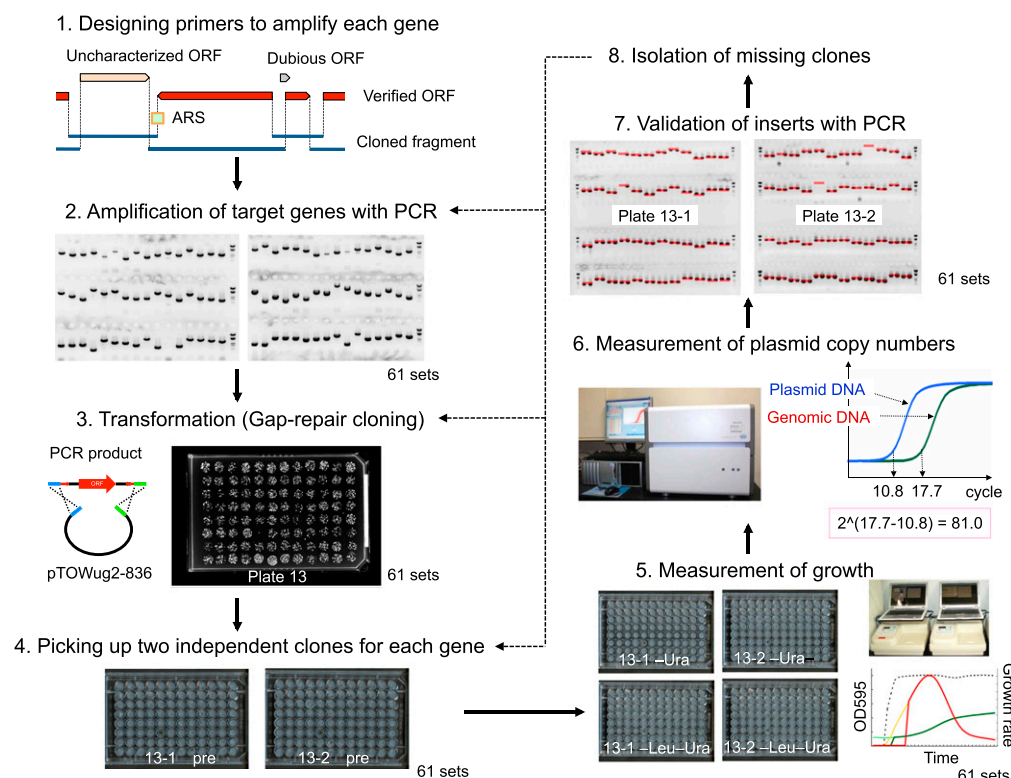 1. Designing primers to amplify each gene
Uncharacterized ORF
Dubious ORF
Verified ORF
ARS
Cloned fragment
2. Amplification of target genes with PCR
61 sets
3. Transformation (Gap-repair cloning)
PCR product
ORF
pTOWug2-836
Plate 13
61 sets
4. Picking up two independent clones for each gene
13-1 pre
13-2 pre
61 sets
5. Measurement of growth
13-1 –Ura
13-2 –Ura
13-1 –Leu–Ura
13-2 –Leu–Ura
OD595
Growth rate
Time
61 sets
6. Measurement of plasmid copy numbers
Plasmid DNA
Genomic DNA
10.8 17.7 cycle
2^(17.7-10.8) = 81.0
7. Validation of inserts with PCR
Plate 13-1
Plate 13-2
61 sets
8. Isolation of missing clones